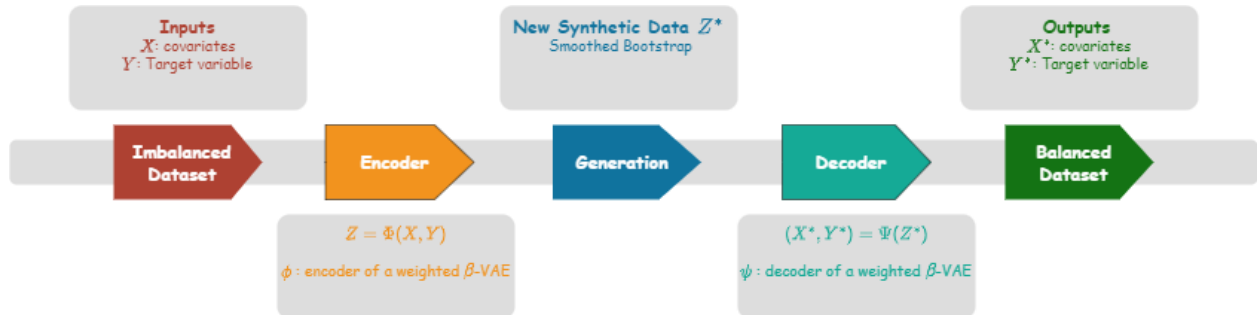 Inputs
X: covariates
Y: Target variable
New Synthetic Data Z*
Smoothed Bootstrap
Outputs
X*: covariates
Y*: Target variable
Imbalanced
Dataset
Encoder
Generation
Decoder
Balanced
Dataset
Z = Φ(X, Y)
ϕ : encoder of a weighted β-VAE
(X*, Y*) = Ψ(Z*)
ψ : decoder of a weighted β-VAE